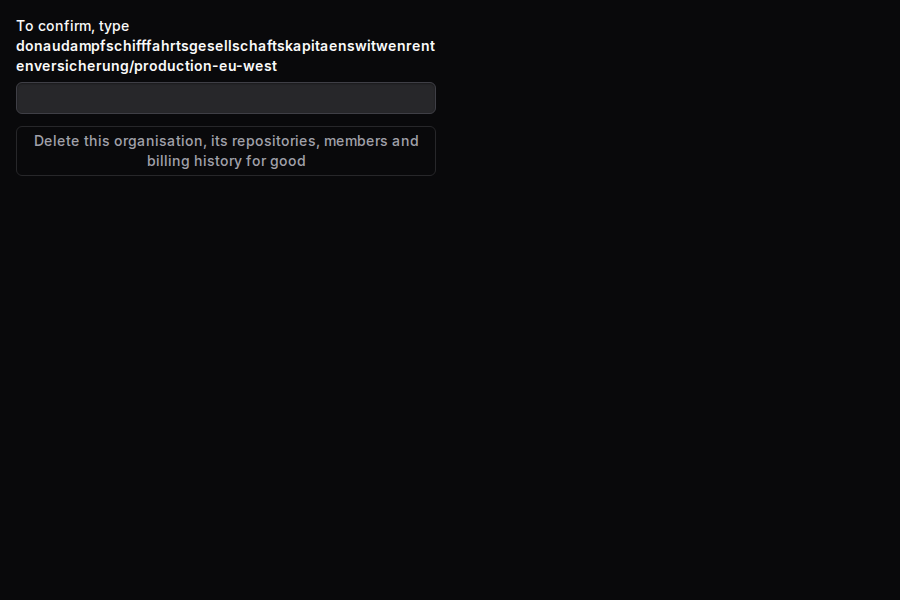 To confirm, type
donaudampfschifffahrtsgesellschaftskapitaenswitwenrent
enversicherung/production-eu-west
Delete this organisation, its repositories, members and
billing history for good